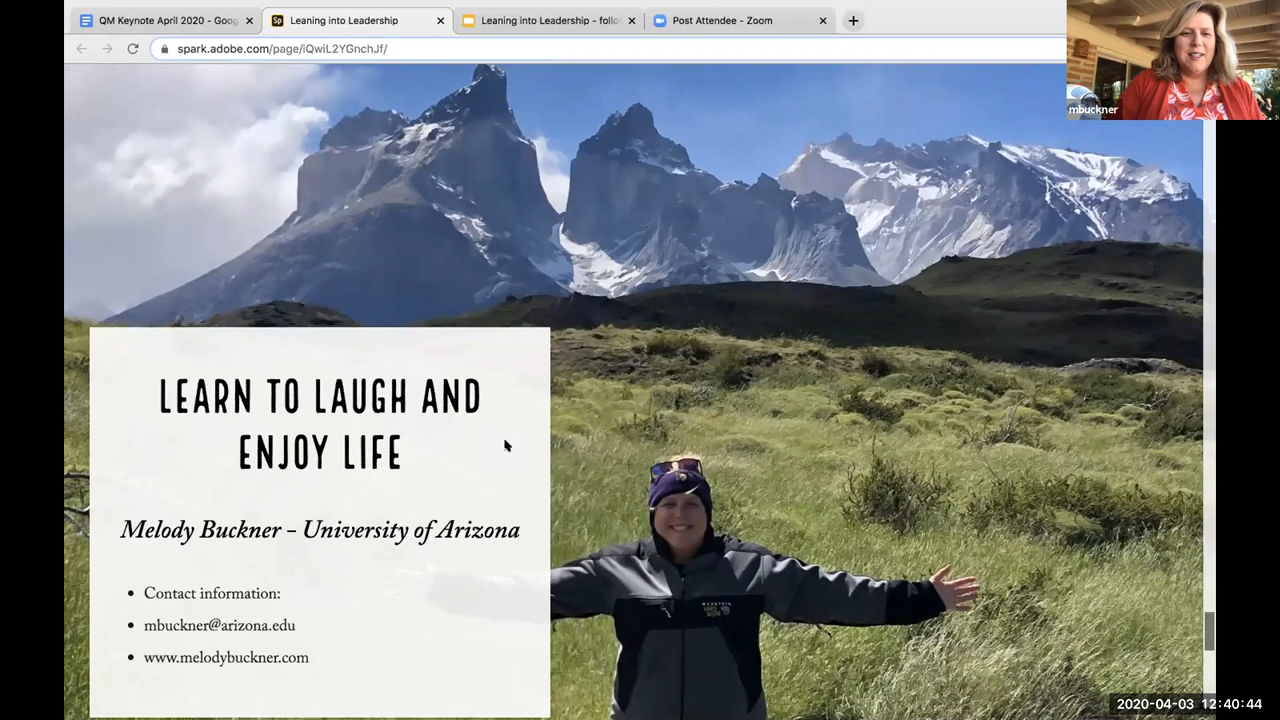 QM Keynote April 2020 - Goog
Leaning into Leadership
Leaning into Leadership - follo
Post Attendee - Zoom
spark.adobe.com/page/iQwiL2YGnchJf/
mbuckner
LEARN TO LAUGH AND
ENJOY LIFE
Melody Buckner - University of Arizona
• Contact information:
• mbuckner@arizona.edu
• www.melodybuckner.com
MOUNTAIN
2020-04-03 12:40:44